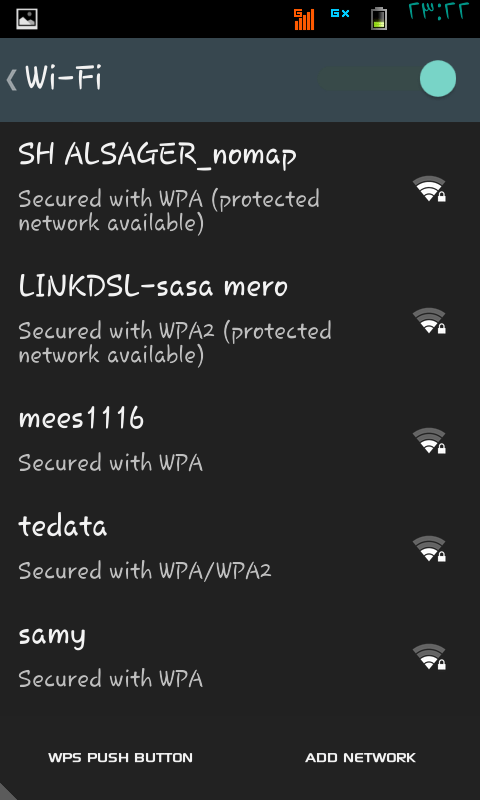 ٢٣:٢٢
Wi-Fi
SH ALSAGER_nomap
Secured with WPA (protected
network available)
LINKDSL-sasa mero
Secured with WPA2 (protected
network available)
mees1116
Secured with WPA
tedata
Secured with WPA/WPA2
samy
Secured with WPA
WPS PUSH BUTTON
ADD NETWORK